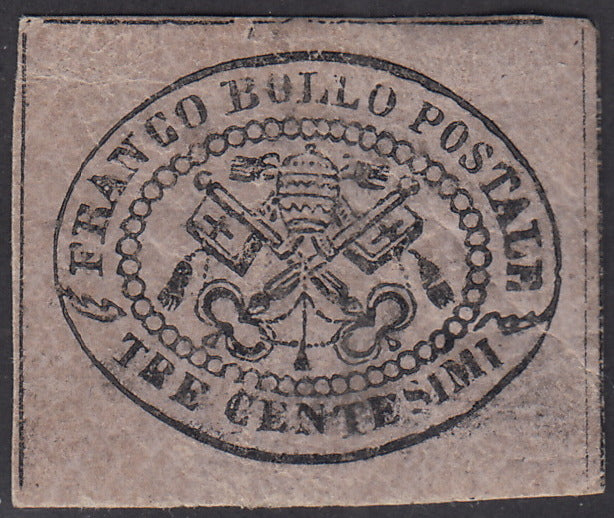 FRANCO BOLLO POSTALE
TRE CENTESIMI